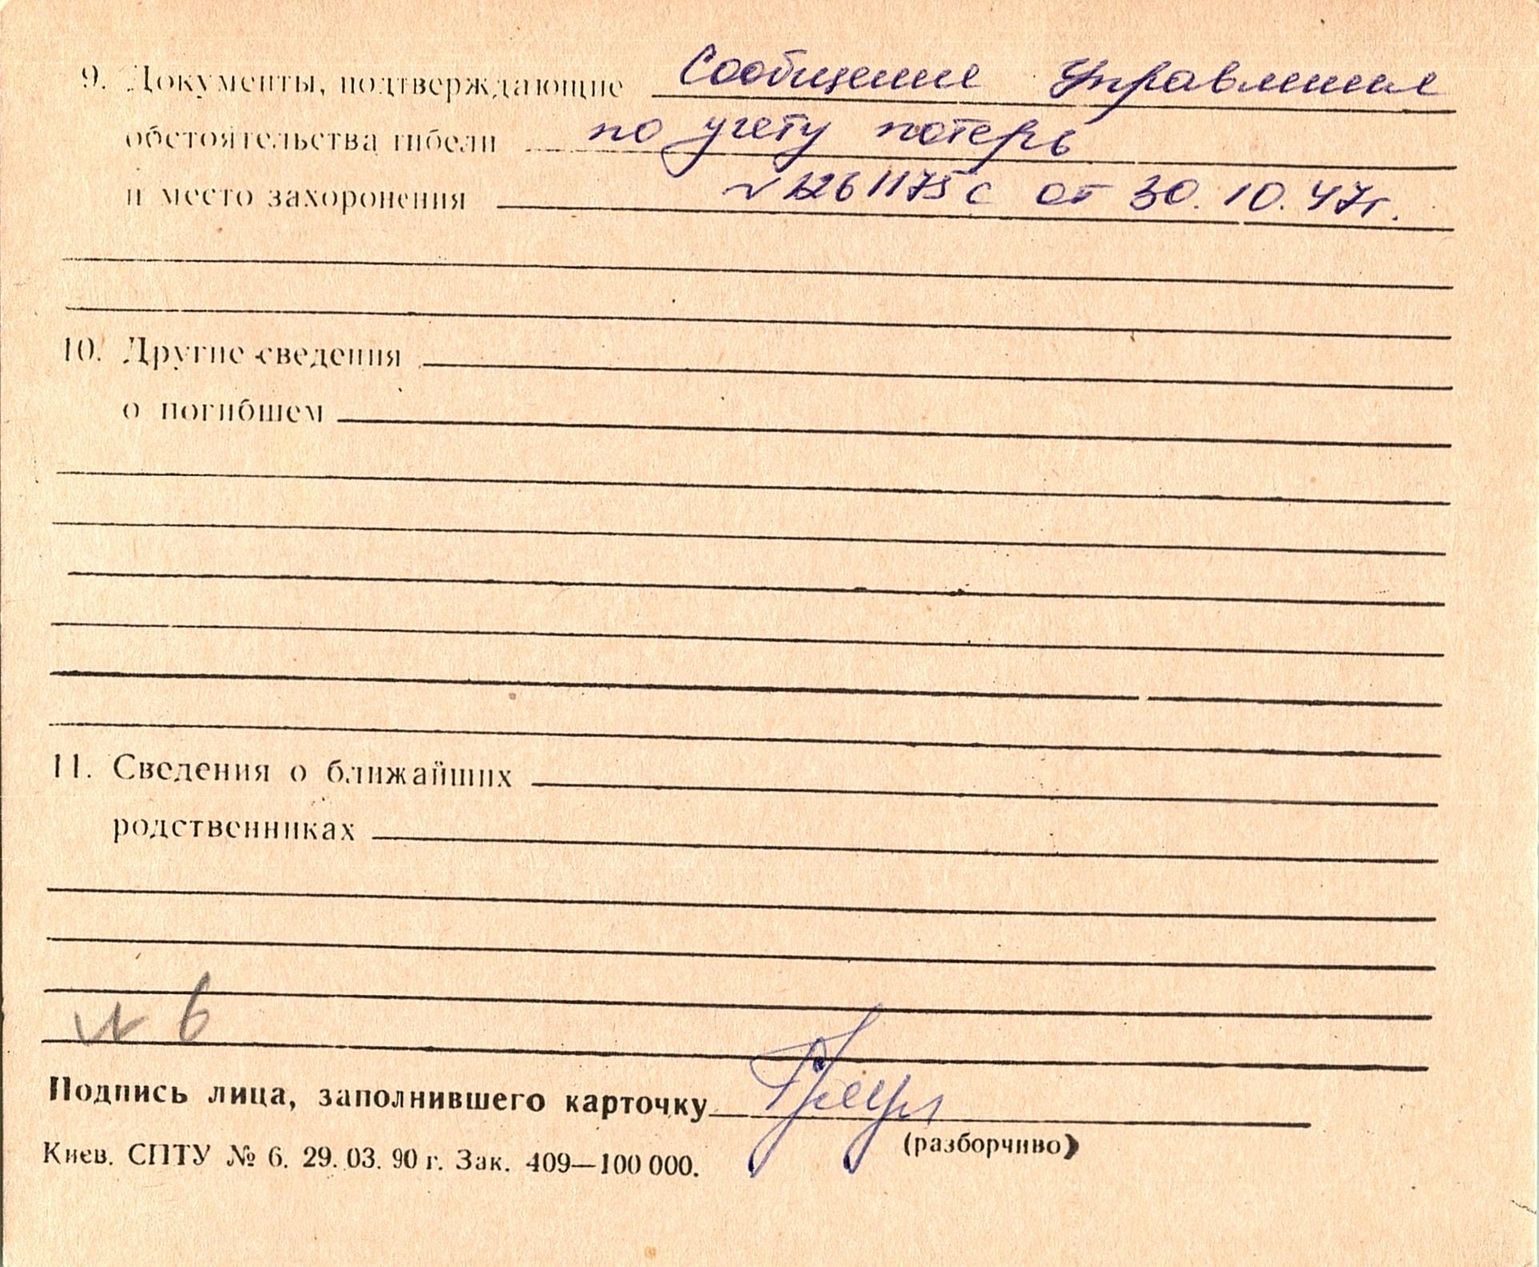 9. Документы, подтверждающие Сообщение Управления
обстоятельства гибели по учету потерь
и место захоронения от 30.10.47г.
10. Другие сведения
о погибшем
11. Сведения о ближайших
родственниках
№ 6
Подпись лица, заполнившего карточку
(разборчиво)
Киев. СПТУ № 6. 29. 03. 90 г. Зак. 409—100 000.